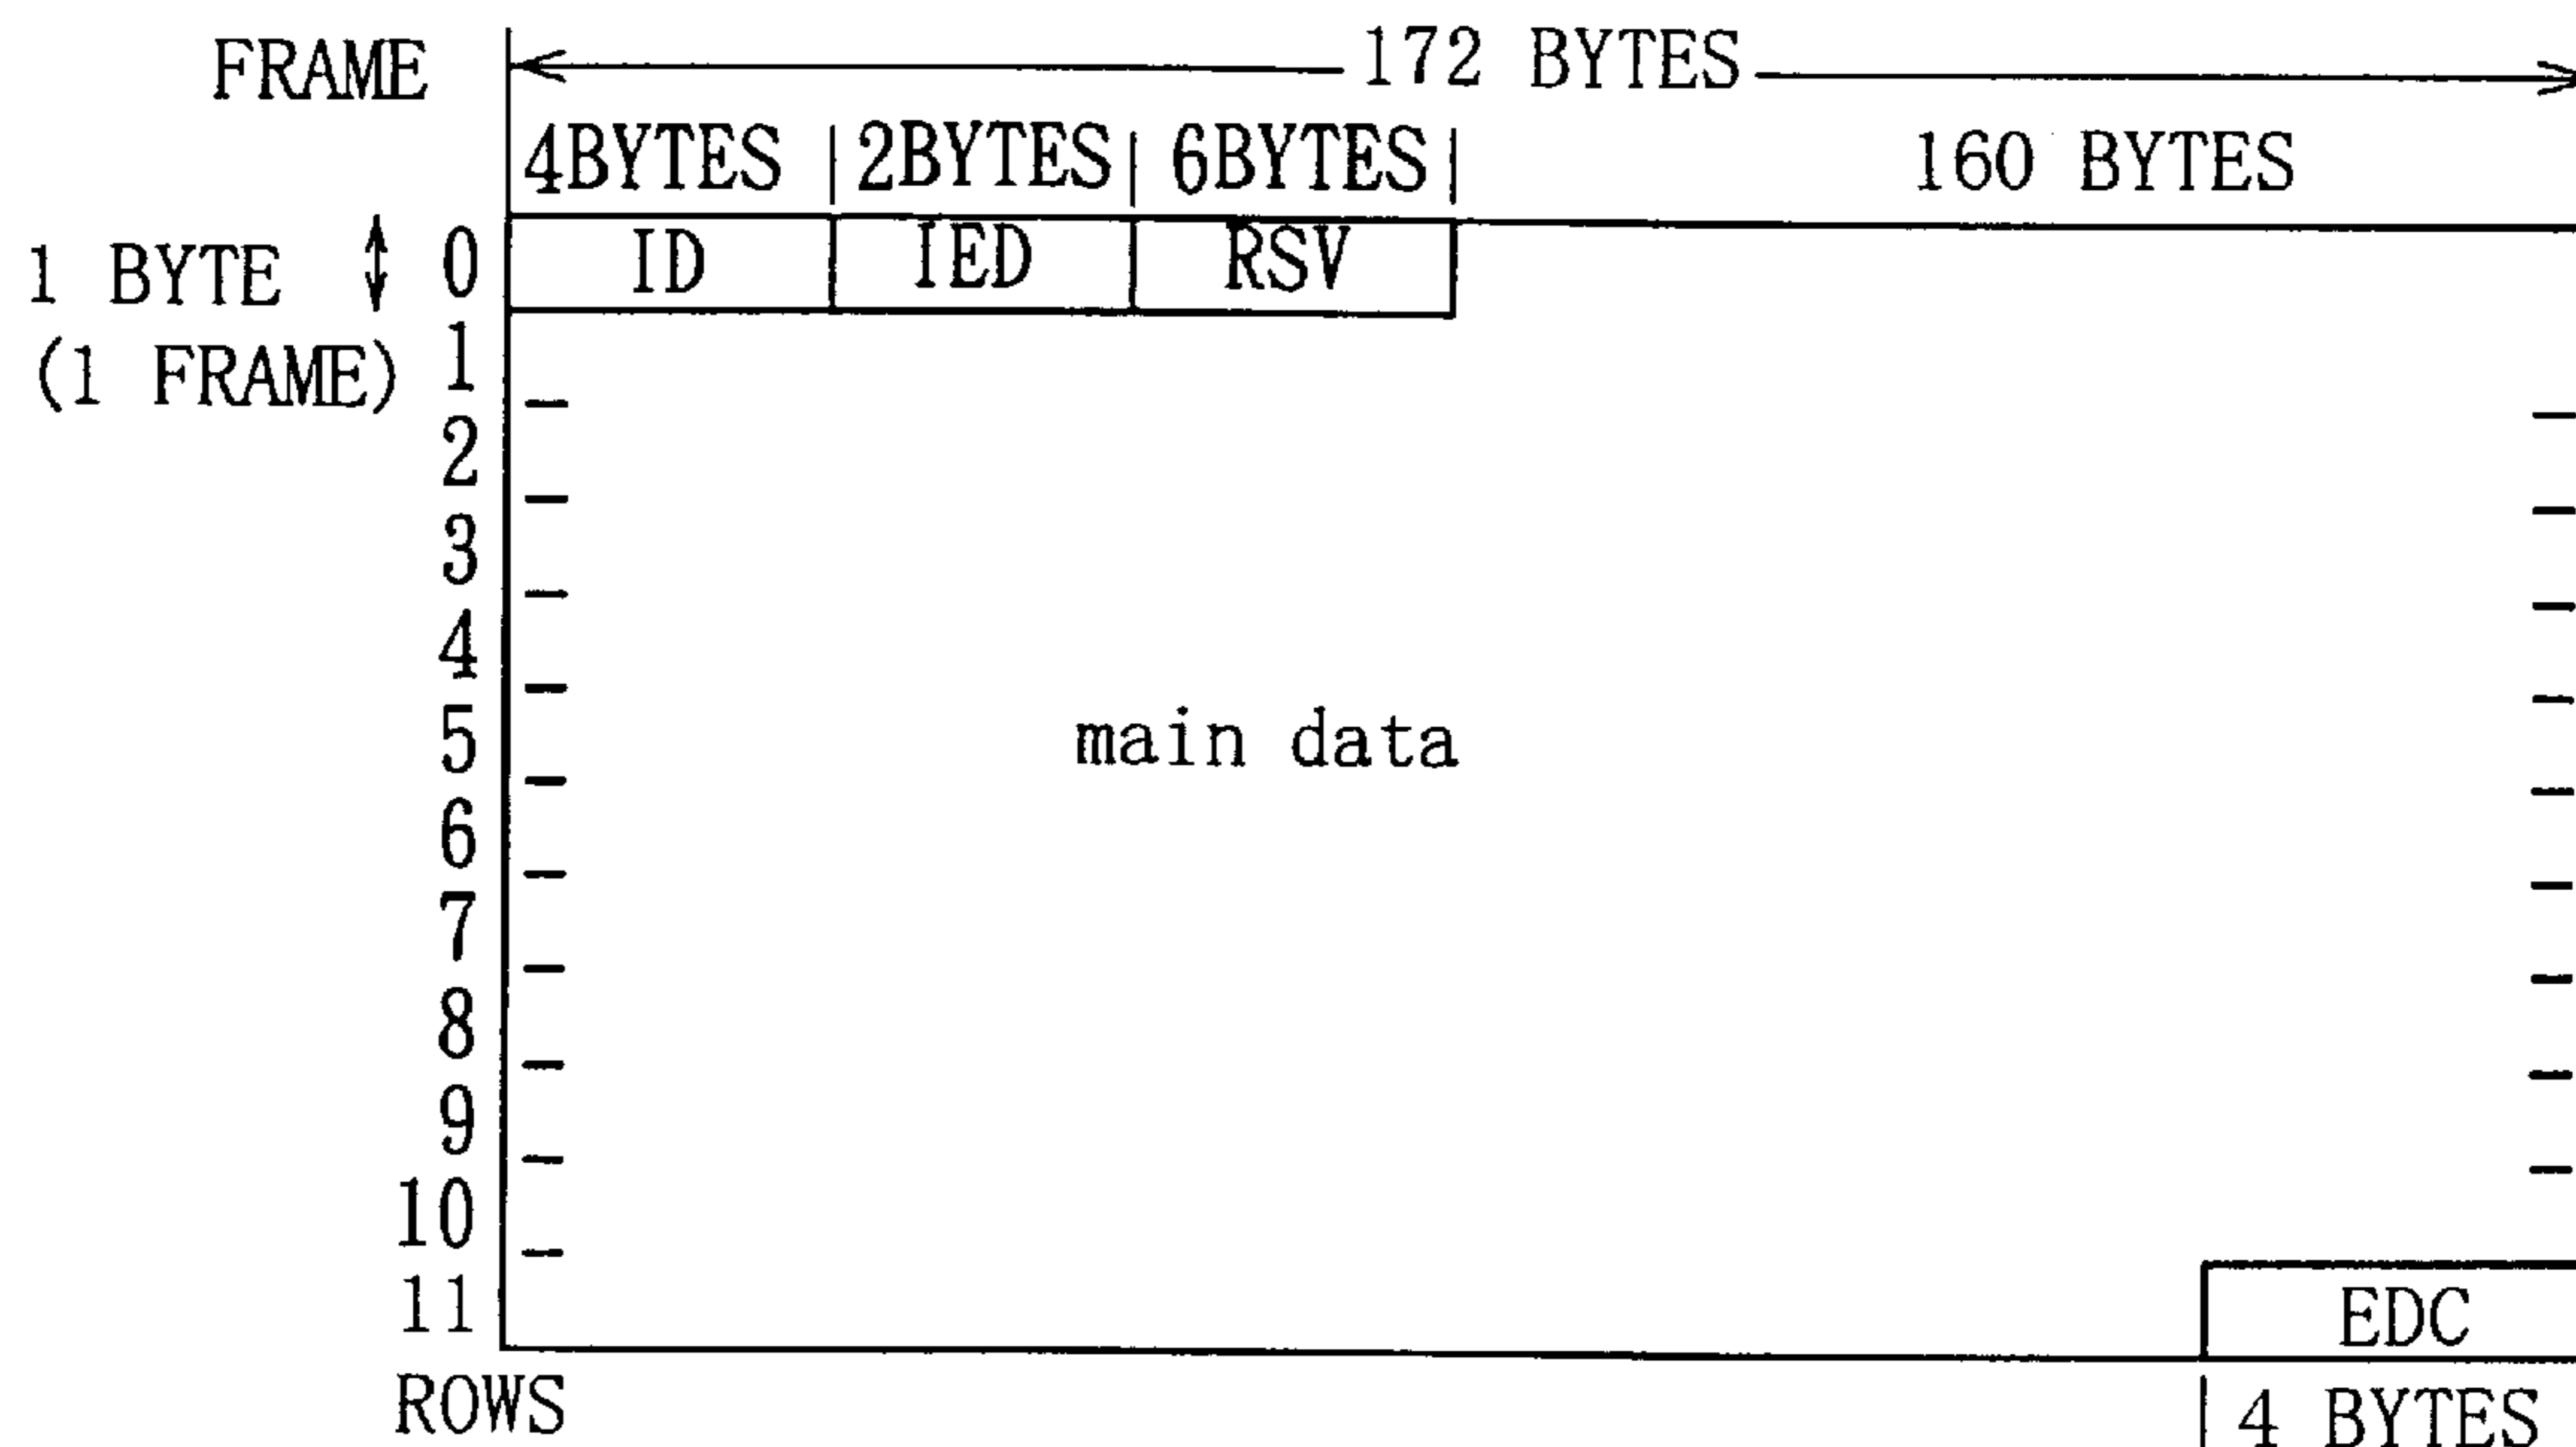 FRAME 172 BYTES
4BYTES 2BYTES 6BYTES 160 BYTES
1 BYTE 0 ID IED RSV
(1 FRAME) 1
2
3
4
5 main data
6
7
8
9
10
11 EDC
ROWS 4 BYTES